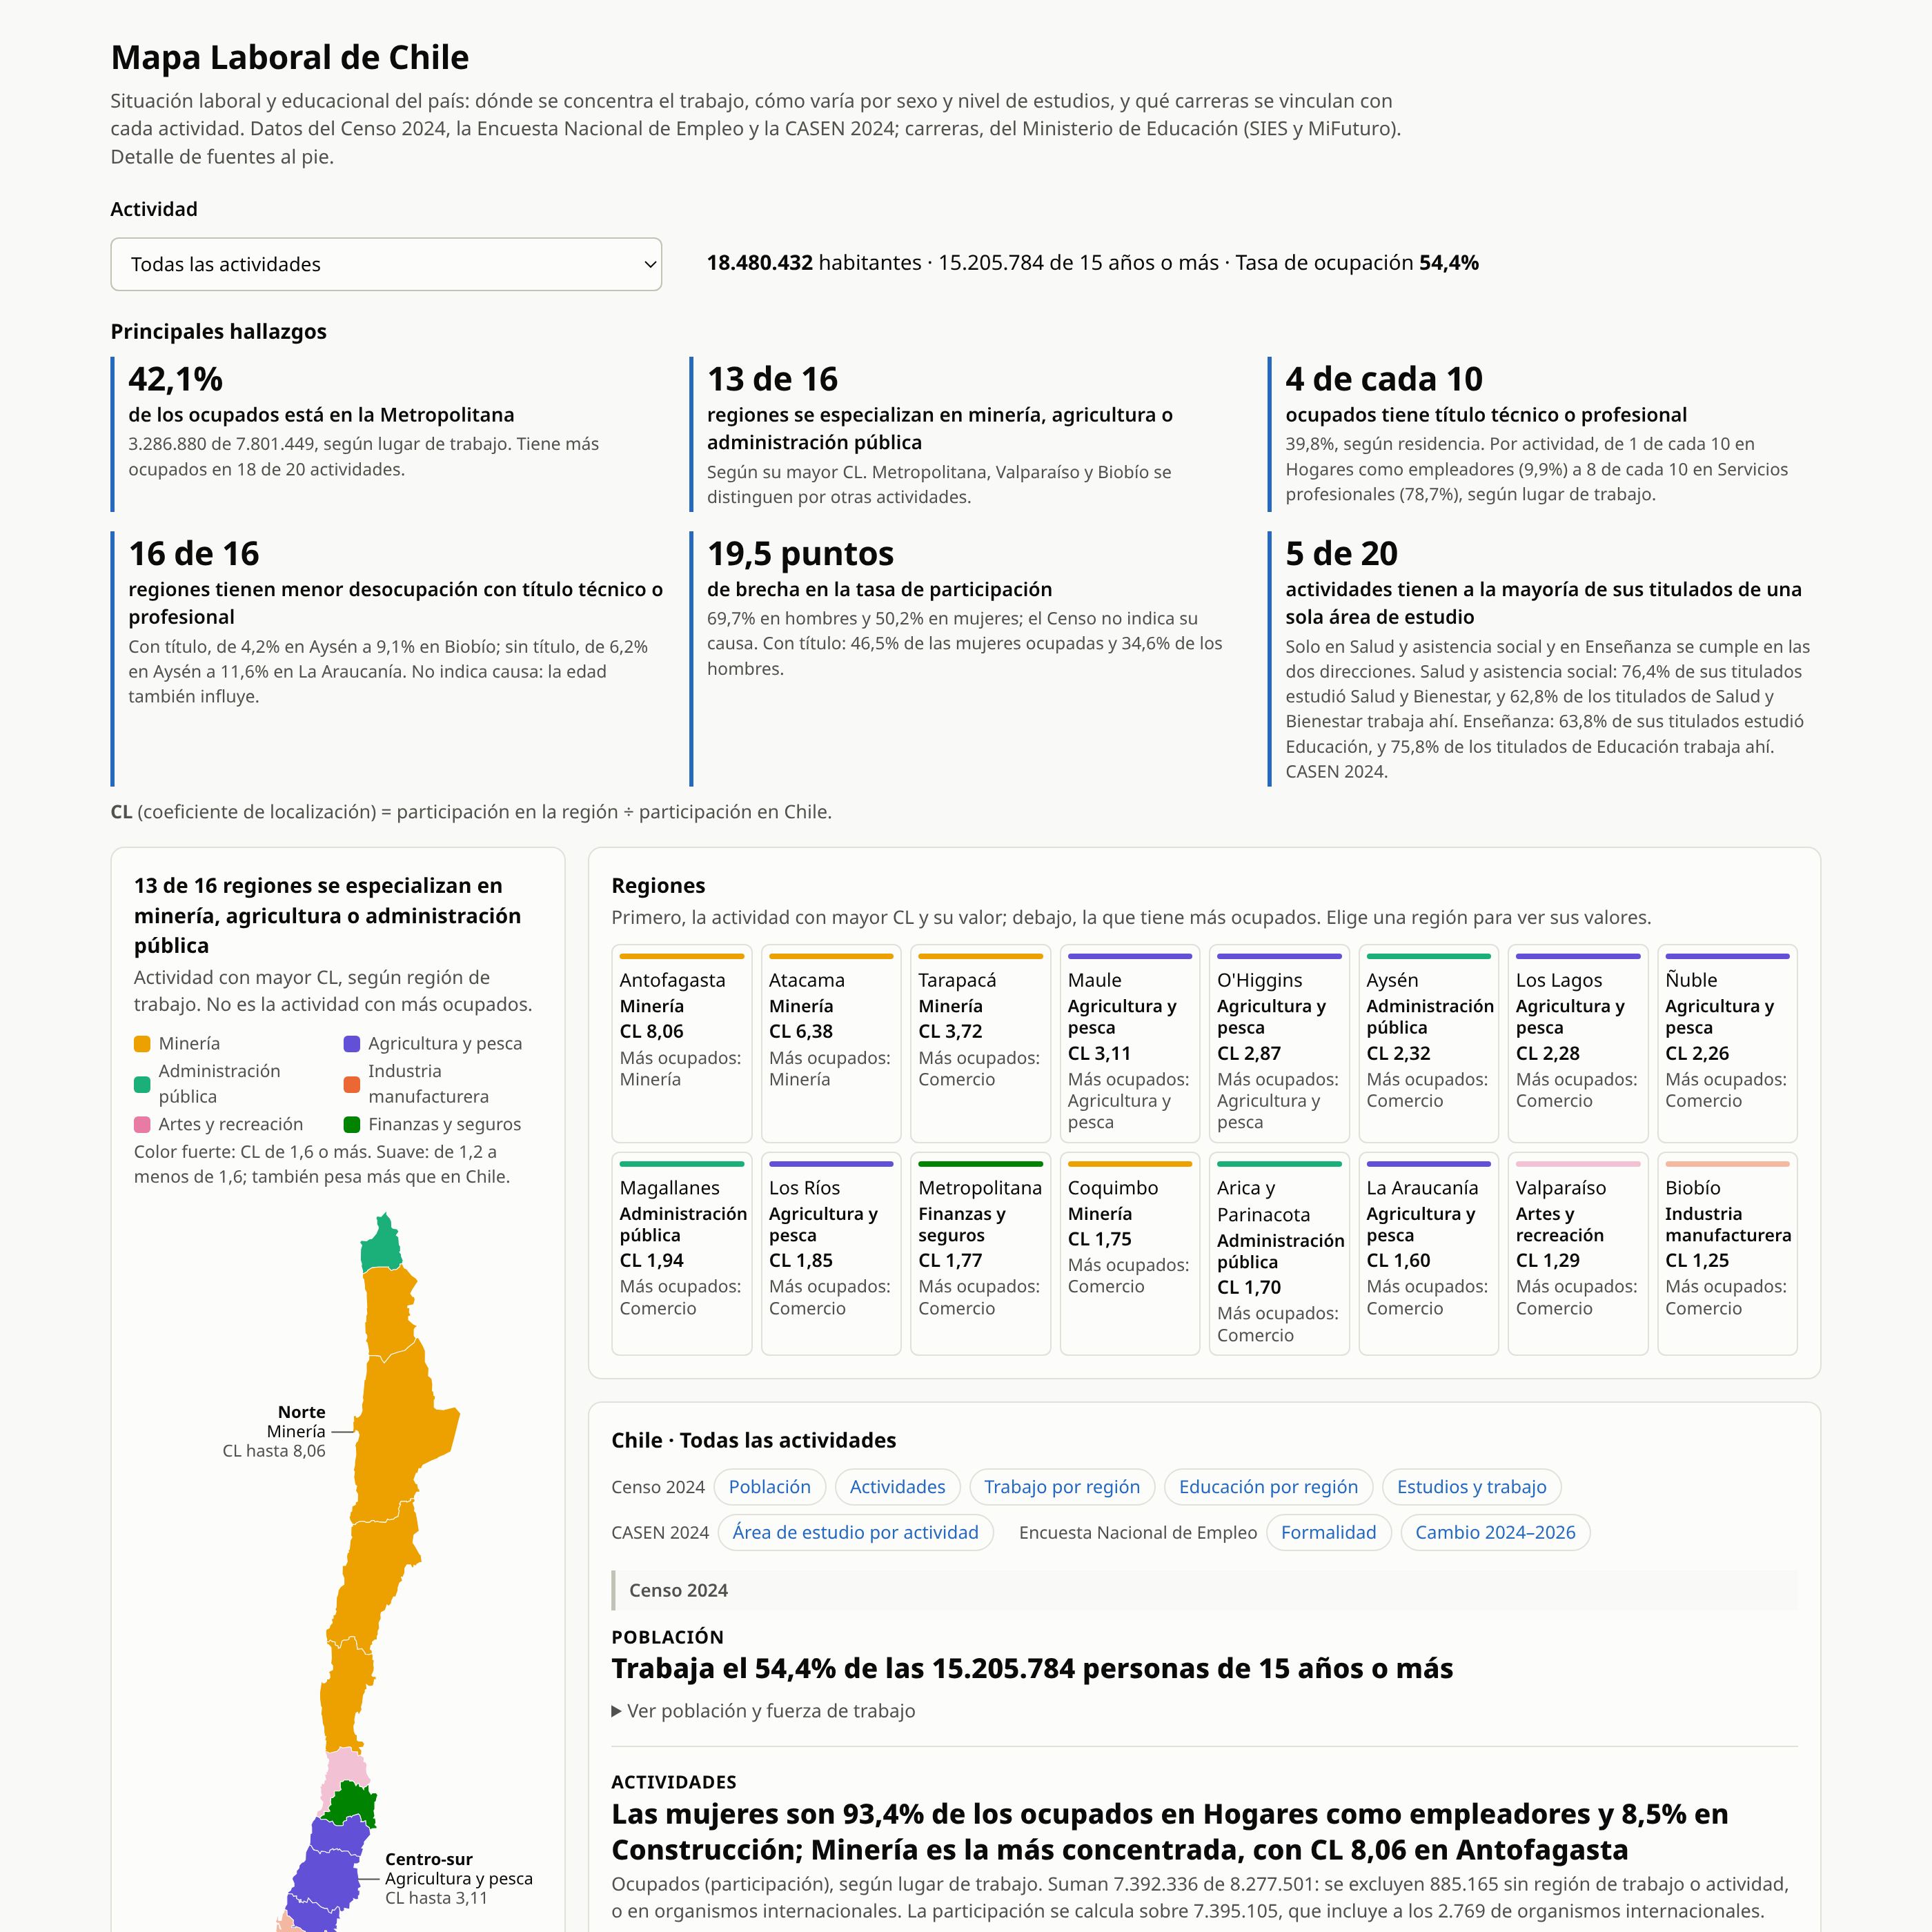 Mapa Laboral de Chile
Situación laboral y educacional del país: dónde se concentra el trabajo, cómo varía por sexo y nivel de estudios, y qué carreras se vinculan con
cada actividad. Datos del Censo 2024, la Encuesta Nacional de Empleo y la CASEN 2024; carreras, del Ministerio de Educación (SIES y MiFuturo).
Detalle de fuentes al pie.
Actividad
Todas las actividades
18.480.432 habitantes · 15.205.784 de 15 años o más · Tasa de ocupación 54,4%
Principales hallazgos
42,1%
de los ocupados está en la Metropolitana
3.286.880 de 7.801.449, según lugar de trabajo. Tiene más
ocupados en 18 de 20 actividades.
13 de 16
regiones se especializan en minería, agricultura o
administración pública
Según su mayor CL. Metropolitana, Valparaíso y Biobío se
distinguen por otras actividades.
4 de cada 10
ocupados tiene título técnico o profesional
39,8%, según residencia. Por actividad, de 1 de cada 10 en
Hogares como empleadores (9,9%) a 8 de cada 10 en Servicios
profesionales (78,7%), según lugar de trabajo.
16 de 16
regiones tienen menor desocupación con título técnico o
profesional
Con título, de 4,2% en Aysén a 9,1% en Biobío; sin título, de 6,2%
en Aysén a 11,6% en La Araucanía. No indica causa: la edad
también influye.
19,5 puntos
de brecha en la tasa de participación
69,7% en hombres y 50,2% en mujeres; el Censo no indica su
causa. Con título: 46,5% de las mujeres ocupadas y 34,6% de los
hombres.
5 de 20
actividades tienen a la mayoría de sus titulados de una
sola área de estudio
Solo en Salud y asistencia social y en Enseñanza se cumple en las
dos direcciones. Salud y asistencia social: 76,4% de sus titulados
estudió Salud y Bienestar, y 62,8% de los titulados de Salud y
Bienestar trabaja ahí. Enseñanza: 63,8% de sus titulados estudió
Educación, y 75,8% de los titulados de Educación trabaja ahí.
CASEN 2024.
CL (coeficiente de localización) = participación en la región ÷ participación en Chile.
13 de 16 regiones se especializan en
minería, agricultura o administración
pública
Actividad con mayor CL, según región de
trabajo. No es la actividad con más ocupados.
Minería
Agricultura y pesca
Administración
pública
Industria
manufacturera
Artes y recreación
Finanzas y seguros
Color fuerte: CL de 1,6 o más. Suave: de 1,2 a
menos de 1,6; también pesa más que en Chile.
Norte
Minería
CL hasta 8,06
Centro-sur
Agricultura y pesca
CL hasta 3,11
Regiones
Primero, la actividad con mayor CL y su valor; debajo, la que tiene más ocupados. Elige una región para ver sus valores.
Antofagasta
Minería
CL 8,06
Más ocupados:
Minería
Atacama
Minería
CL 6,38
Más ocupados:
Minería
Tarapacá
Minería
CL 3,72
Más ocupados:
Comercio
Maule
Agricultura y
pesca
CL 3,11
Más ocupados:
Agricultura y
pesca
O'Higgins
Agricultura y
pesca
CL 2,87
Más ocupados:
Agricultura y
pesca
Aysén
Administración
pública
CL 2,32
Más ocupados:
Comercio
Los Lagos
Agricultura y
pesca
CL 2,28
Más ocupados:
Comercio
Ñuble
Agricultura y
pesca
CL 2,26
Más ocupados:
Comercio
Magallanes
Administración
pública
CL 1,94
Más ocupados:
Comercio
Los Ríos
Agricultura y
pesca
CL 1,85
Más ocupados:
Comercio
Metropolitana
Finanzas y
seguros
CL 1,77
Más ocupados:
Comercio
Coquimbo
Minería
CL 1,75
Más ocupados:
Comercio
Arica y
Parinacota
Administración
pública
CL 1,70
Más ocupados:
Comercio
La Araucanía
Agricultura y
pesca
CL 1,60
Más ocupados:
Comercio
Valparaíso
Artes y
recreación
CL 1,29
Más ocupados:
Comercio
Biobío
Industria
manufacturera
CL 1,25
Más ocupados:
Comercio
Chile · Todas las actividades
Censo 2024 Población Actividades Trabajo por región Educación por región Estudios y trabajo
CASEN 2024 Área de estudio por actividad Encuesta Nacional de Empleo Formalidad Cambio 2024–2026
Censo 2024
POBLACIÓN
Trabaja el 54,4% de las 15.205.784 personas de 15 años o más
▶ Ver población y fuerza de trabajo
ACTIVIDADES
Las mujeres son 93,4% de los ocupados en Hogares como empleadores y 8,5% en
Construcción; Minería es la más concentrada, con CL 8,06 en Antofagasta
Ocupados (participación), según lugar de trabajo. Suman 7.392.336 de 8.277.501: se excluyen 885.165 sin región de trabajo o actividad,
o en organismos internacionales. La participación se calcula sobre 7.395.105, que incluye a los 2.769 de organismos internacionales.